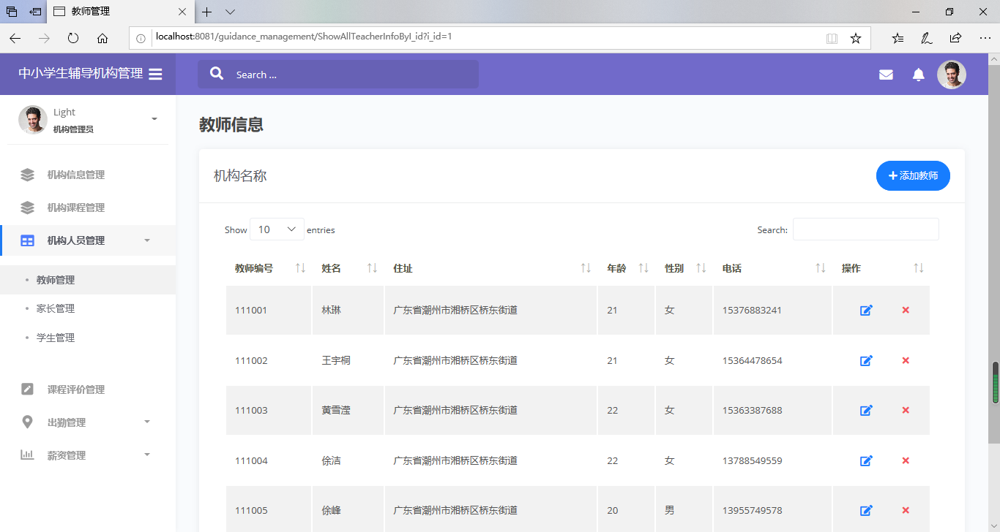 教师管理
localhost:8081/guidance_management/ShowAllTeacherInfoByI_id?i_id=1
中小学生辅导机构管理
Search ...
Light
机构管理员
机构信息管理
机构课程管理
机构人员管理
教师管理
家长管理
学生管理
课程评价管理
出勤管理
薪资管理
教师信息
机构名称
添加教师
Show 10 entries
Search:
教师编号 姓名 住址 年龄 性别 电话 操作
111001 林琳 广东省潮州市湘桥区桥东街道 21 女 15376883241
111002 王宇桐 广东省潮州市湘桥区桥东街道 21 女 15364478654
111003 黄雪滢 广东省潮州市湘桥区桥东街道 22 女 15363387688
111004 徐洁 广东省潮州市湘桥区桥东街道 22 女 13788549559
111005 徐峰 广东省潮州市湘桥区桥东街道 20 男 13955749578